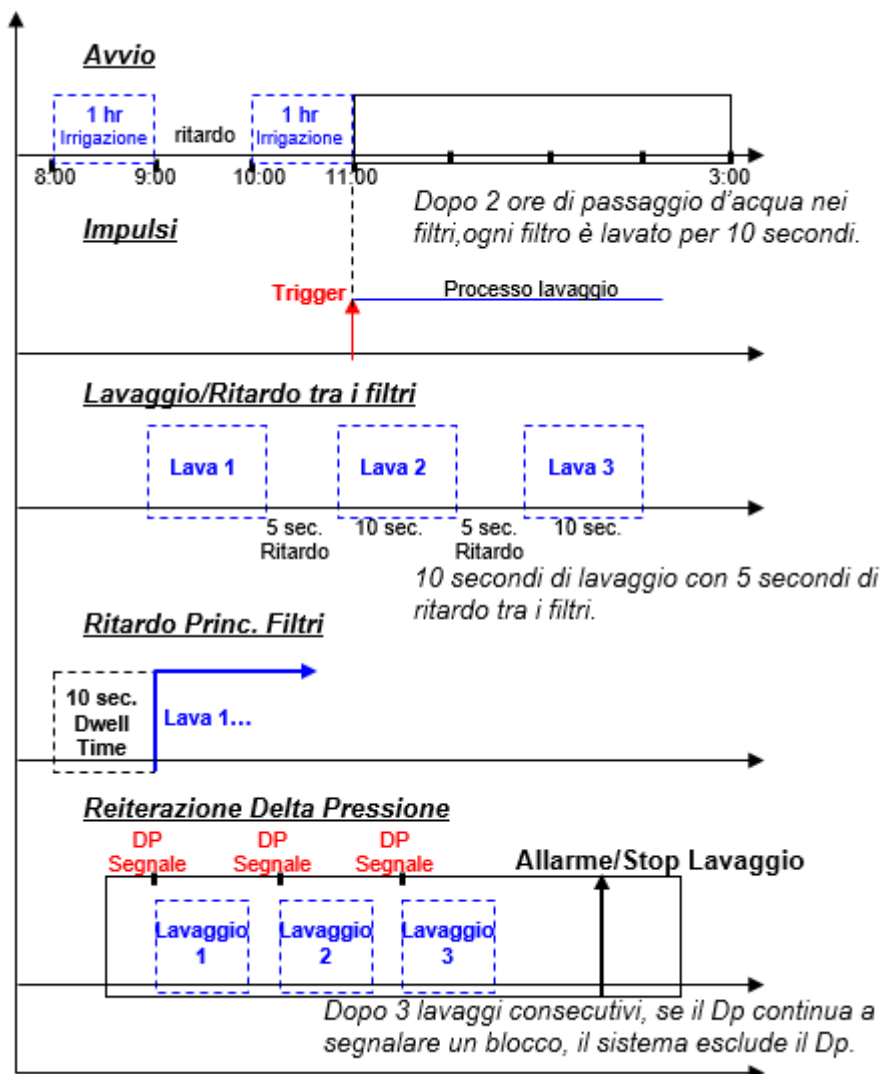 Avvio
1 hr
Irrigazione
ritardo
1 hr
Irrigazione
8:00 9:00 10:00 11:00 3:00
Dopo 2 ore di passaggio d'acqua nei
filtri,ogni filtro è lavato per 10 secondi.
Impulsi
Trigger
Processo lavaggio
Lavaggio/Ritardo tra i filtri
Lava 1 Lava 2 Lava 3
5 sec.
Ritardo
10 sec.
5 sec.
Ritardo
10 sec.
10 secondi di lavaggio con 5 secondi di
ritardo tra i filtri.
Ritardo Princ. Filtri
10 sec.
Dwell
Time
Lava 1...
Reiterazione Delta Pressione
DP
Segnale
DP
Segnale
DP
Segnale
Allarme/Stop Lavaggio
Lavaggio
1
Lavaggio
2
Lavaggio
3
Dopo 3 lavaggi consecutivi, se il Dp continua a
segnalare un blocco, il sistema esclude il Dp.